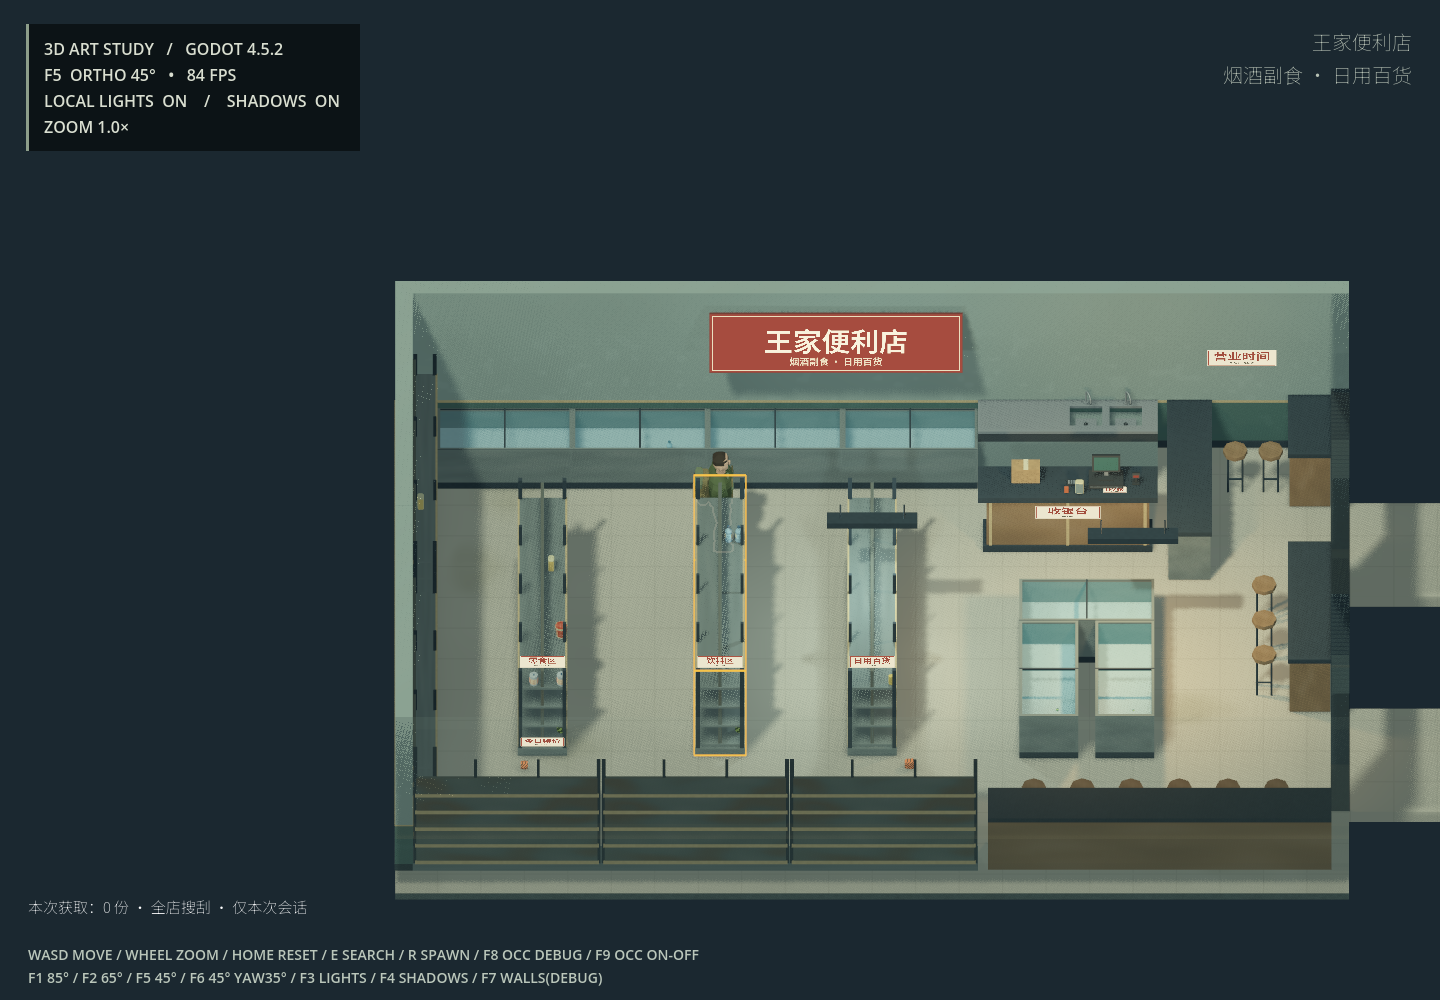 3D ART STUDY / GODOT 4.5.2
F5 ORTHO 45° • 84 FPS
LOCAL LIGHTS ON / SHADOWS ON
ZOOM 1.0×
王家便利店
烟酒副食 · 日用百货
王家便利店
烟酒副食 · 日用百货
营业时间
收银台
零食区
饮料区
日用百货
本次获取：0 份 · 全店搜刮 · 仅本次会话
WASD MOVE / WHEEL ZOOM / HOME RESET / E SEARCH / R SPAWN / F8 OCC DEBUG / F9 OCC ON-OFF
F1 85° / F2 65° / F5 45° / F6 45° YAW35° / F3 LIGHTS / F4 SHADOWS / F7 WALLS(DEBUG)